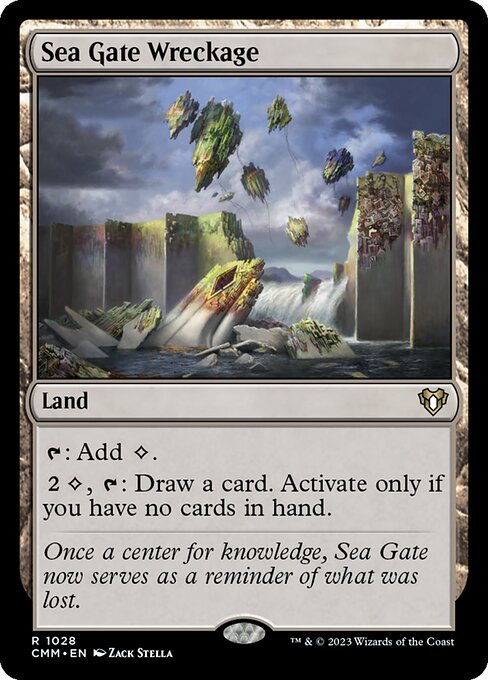 Sea Gate Wreckage
Land
: Add .
2 , : Draw a card. Activate only if
you have no cards in hand.
Once a center for knowledge, Sea Gate
now serves as a reminder of what was
lost.
R 1028
CMM • EN Zack Stella
™ & © 2023 Wizards of the Coast